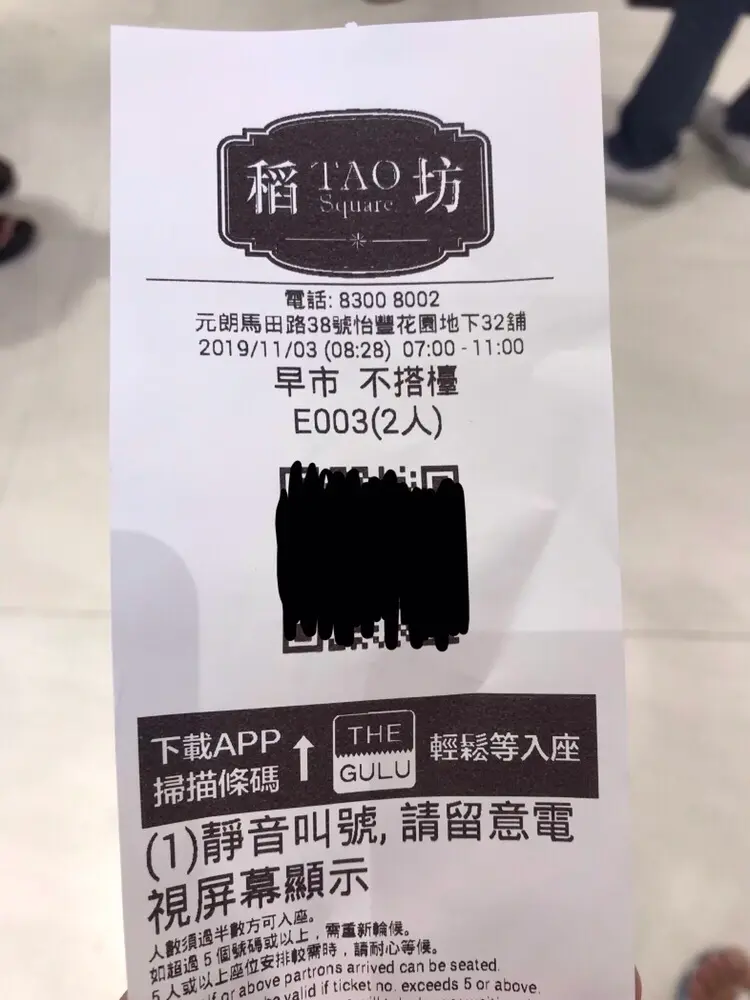 稻 TAO Square 坊
電話: 8300 8002
元朗馬田路38號怡豐花園地下32舖
2019/11/03 (08:28) 07:00 - 11:00
早市 不搭檯
E003(2人)
下載APP
掃描條碼
↑
THE
GULU
輕鬆等入座
(1)靜音叫號, 請留意電
視屏幕顯示
人數須過半數方可入座。
如超過5個號碼或以上，需重新輪候。
5人或以上座位安排較需時，請耐心等候。
if or above partrons arrived can be seated.
valid if ticket no. exceeds 5 or above.